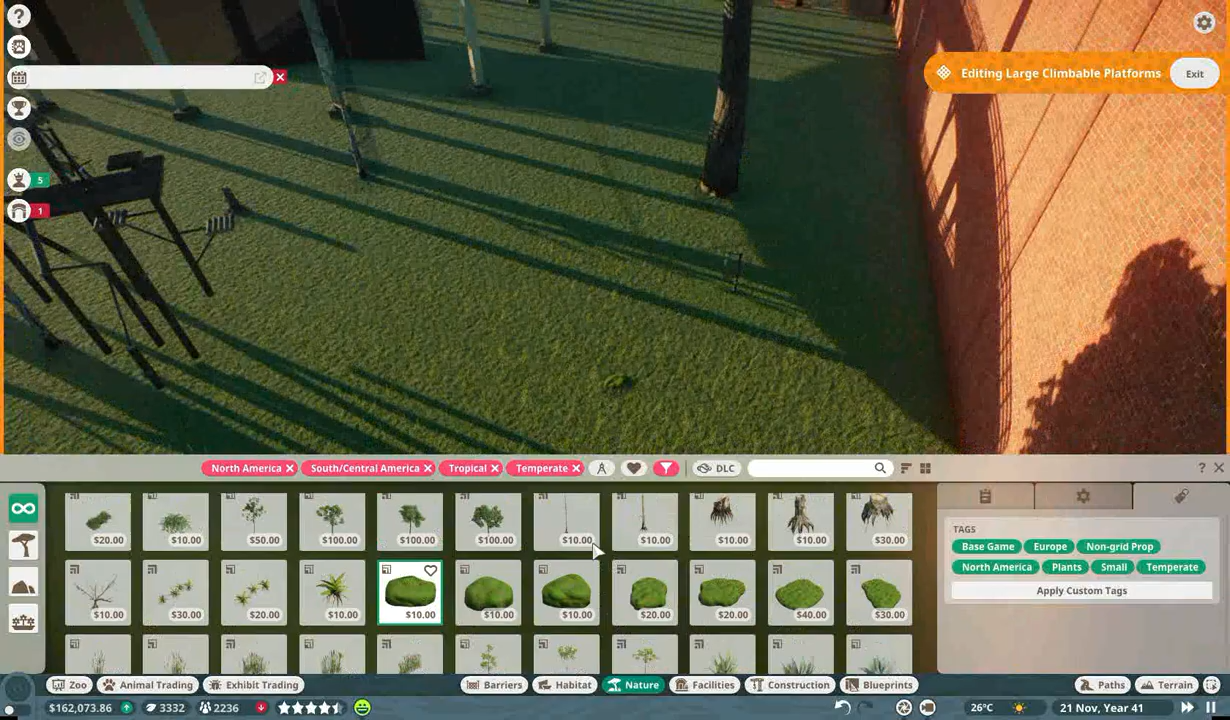 ?
Editing Large Climbable Platforms
Exit
5
1
North America ×
South/Central America ×
Tropical ×
Temperate ×
DLC
? ×
$20.00 $10.00 $50.00 $100.00 $100.00 $100.00 $10.00 $10.00 $10.00 $10.00 $30.00
$10.00 $30.00 $20.00 $10.00 $10.00 $10.00 $10.00 $20.00 $20.00 $40.00 $30.00
TAGS
Base Game Europe Non-grid Prop
North America Plants Small Temperate
Apply Custom Tags
Zoo Animal Trading Exhibit Trading Barriers Habitat Nature Facilities Construction Blueprints Paths Terrain
$162,073.86 3332 2236 26°C 21 Nov, Year 41